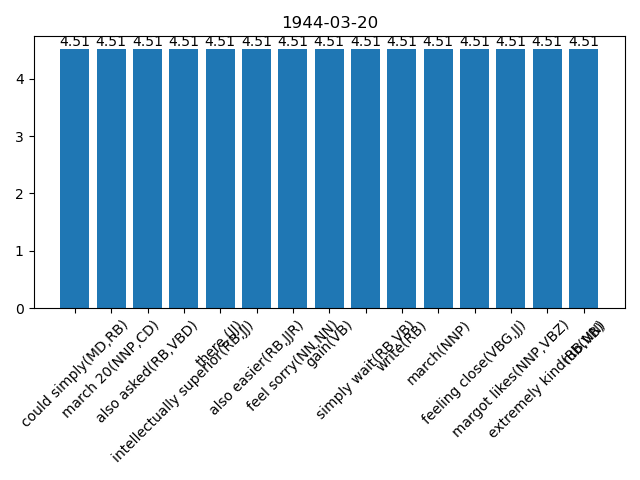 1944-03-20
4.51 4.51 4.51 4.51 4.51 4.51 4.51 4.51 4.51 4.51 4.51 4.51 4.51 4.51 4.51
4
3
2
1
0
could simply(MD,RB)
march 20(NNP,CD)
also asked(RB,VBD)
intellectually superior(RB,JJ)
there(JJ)
also easier(RB,JJR)
feel sorry(NN,NN)
gain(VB)
simply wait(RB,VB)
write(RB)
march(NNP)
feeling close(VBG,JJ)
margot likes(NNP,VBZ)
extremely kind(RB,NN)